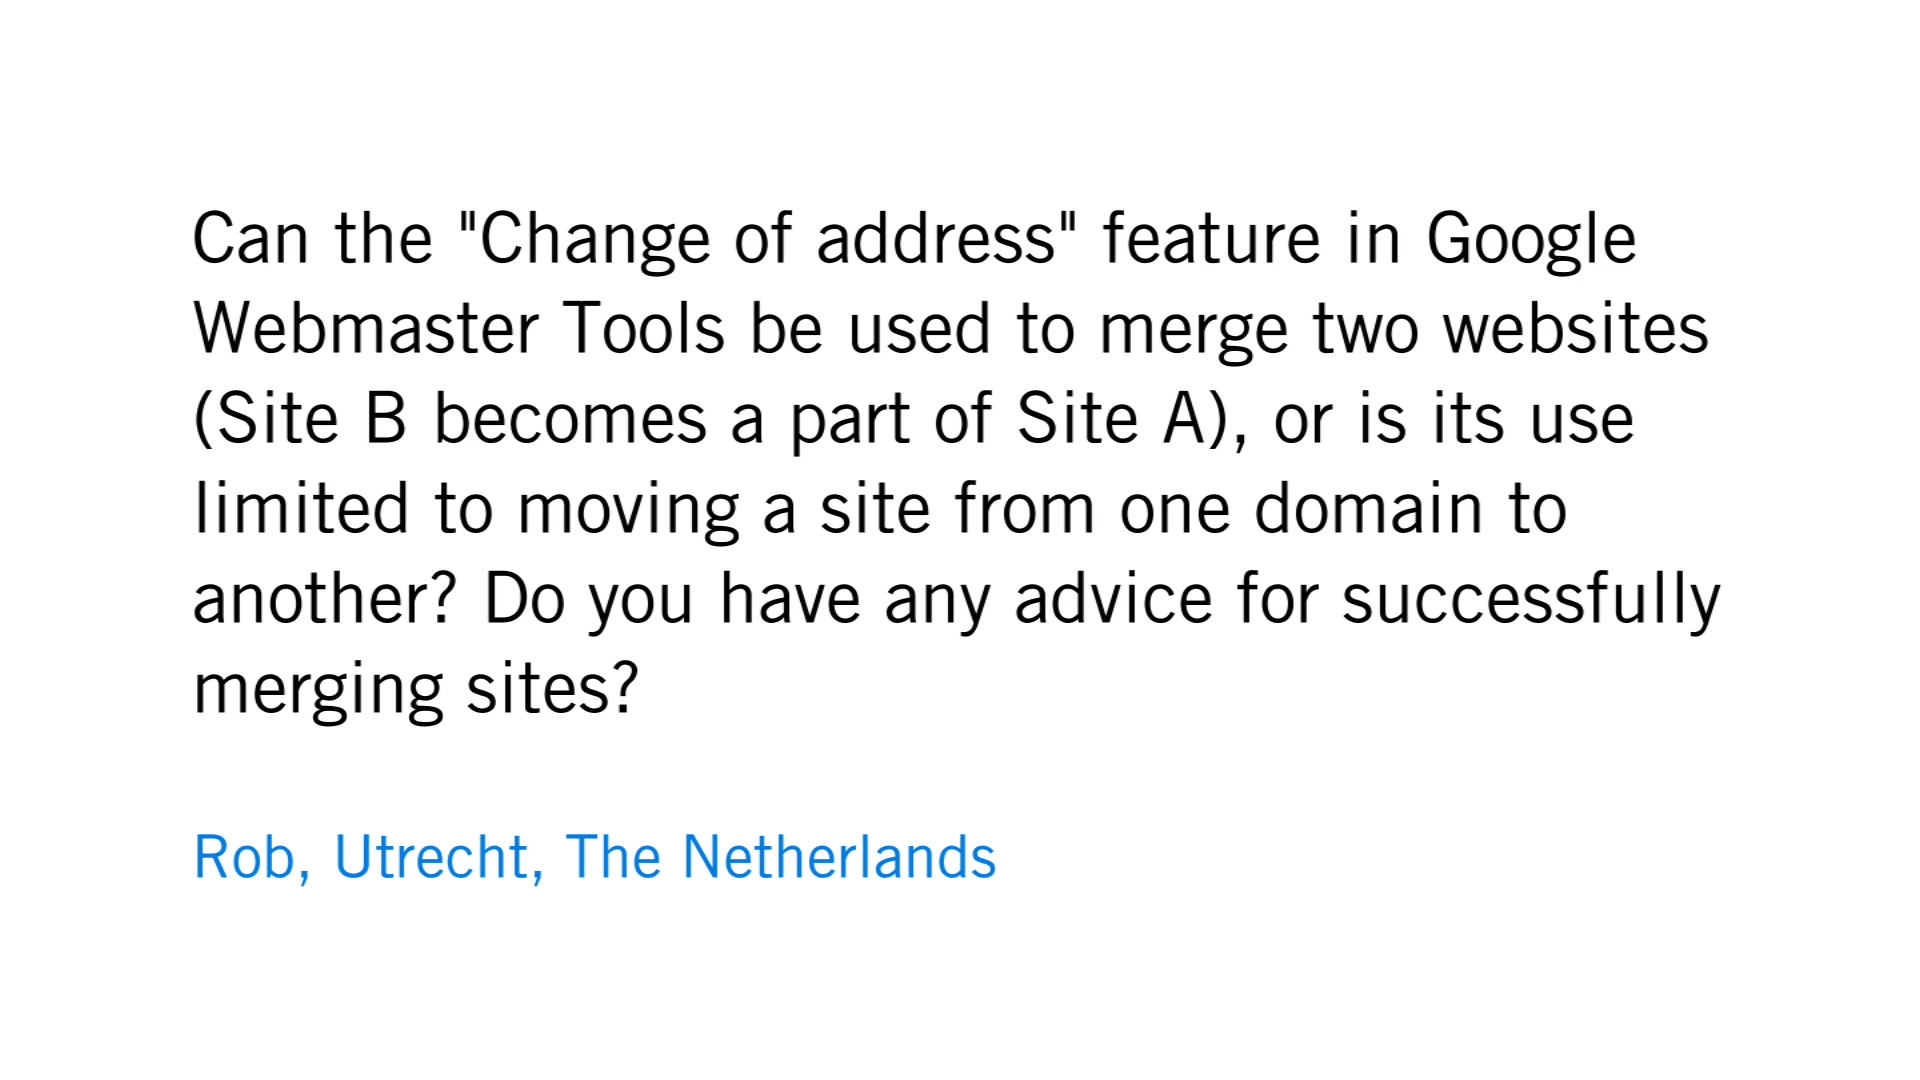 Can the "Change of address" feature in Google
Webmaster Tools be used to merge two websites
(Site B becomes a part of Site A), or is its use
limited to moving a site from one domain to
another? Do you have any advice for successfully
merging sites?
Rob, Utrecht, The Netherlands